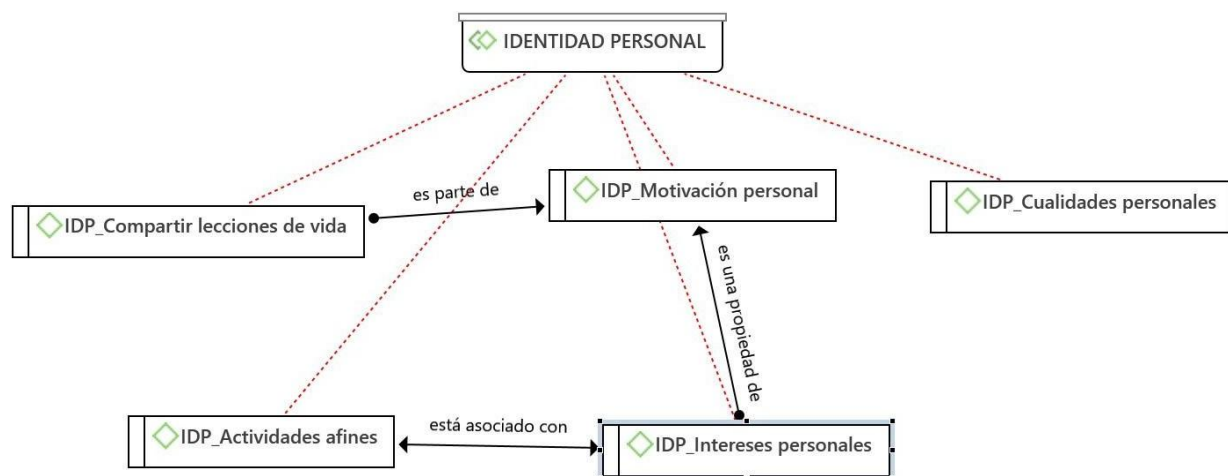 IDENTIDAD PERSONAL
es parte de
IDP_Motivación personal
IDP_Cualidades personales
IDP_Compartir lecciones de vida
es una propiedad de
IDP_Actividades afines
está asociado con
IDP_Intereses personales